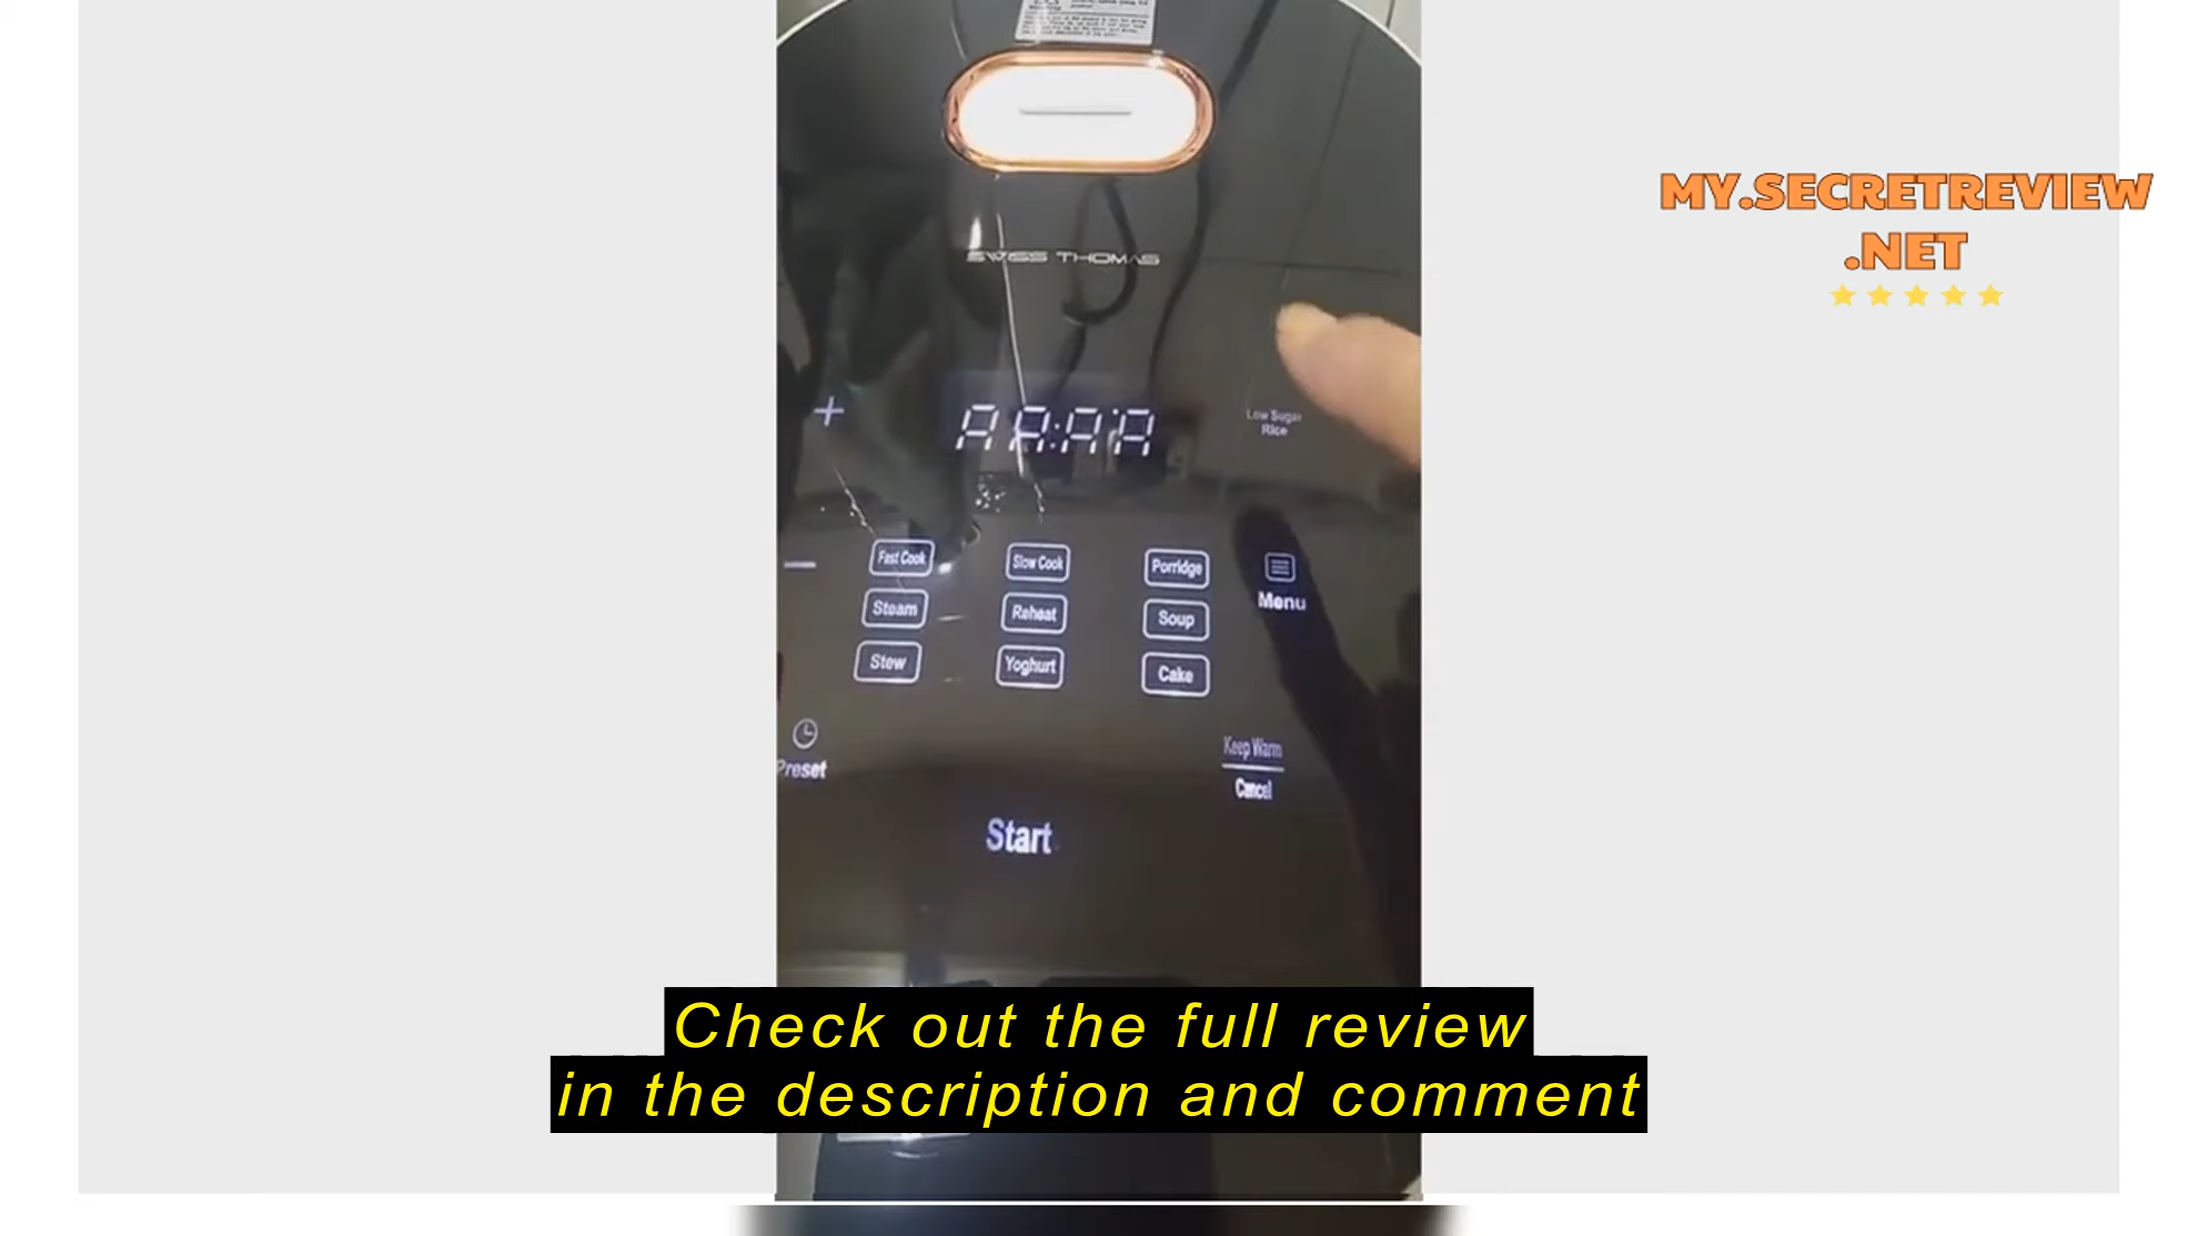 MY.SECRETREVIEW
.NET
SWISS THOMAS
Low Sugar
Rice
Fast Cook
Slow Cook
Porridge
Menu
Steam
Reheat
Soup
Stew
Yoghurt
Cake
Preset
Keep Warm
Cancel
Start
Check out the full review
in the description and comment